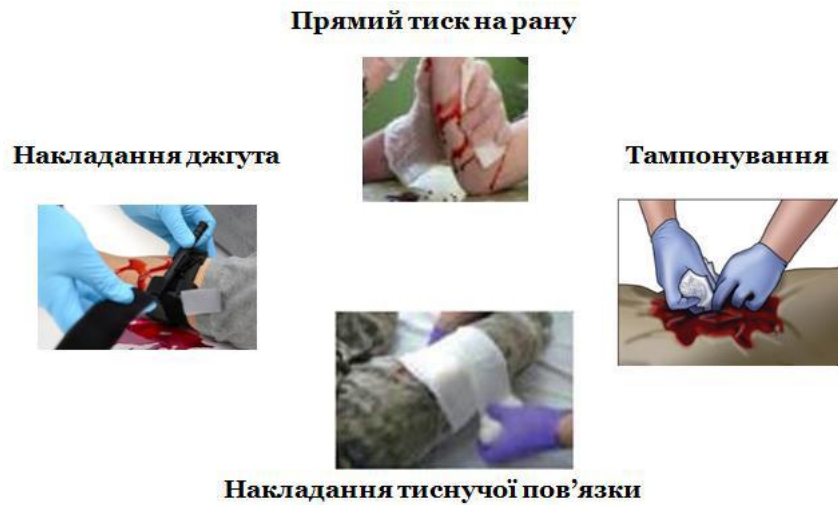 Прямий тиск на рану
Накладання джгута
Тампонування
Накладання тиснучої пов’язки